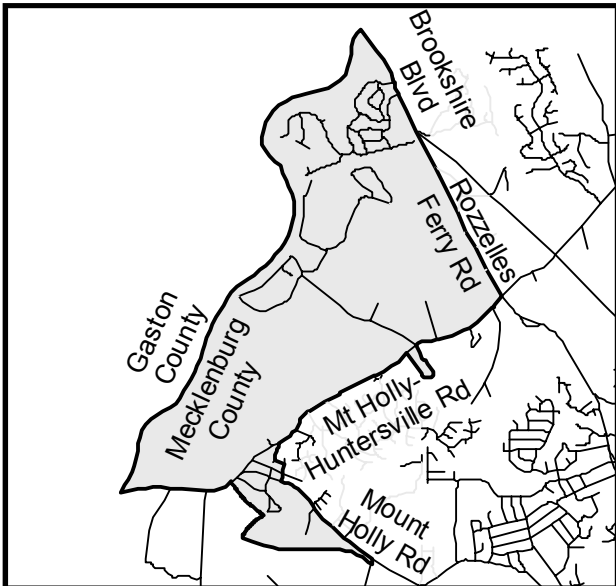 Brookshire
Blvd
Rozzelles
Ferry Rd
Gaston
County
Mecklenburg
County
Mt Holly-
Huntersville Rd
Mount
Holly Rd